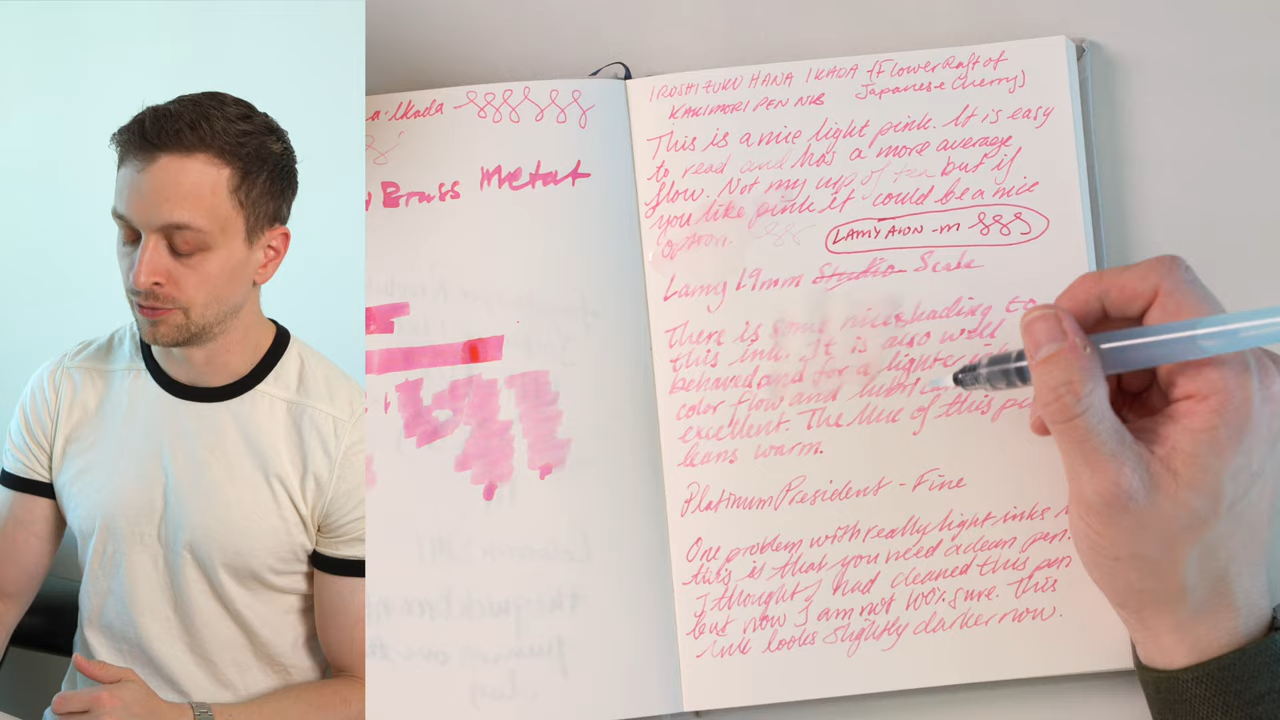 a-Ikada
Brass Metal
IROSHIZUKU HANA IKADA (Flower Raft of
Japanese Cherry)
KAKIMORI PEN NIB
This is a nice light pink. It is easy
to read and has a more average
flow. Not my cup of tea but if
you like pink it could be a nice
option.
LAMY AION -m
Lamy 1.9mm Studio Scale
There is some nice shading to
this ink. It is also well
behaved and for a lighter
color flow and lubri
excellent. The hue of this
leans warm.
Platinum President - Fine
One problem with really light inks
this is that you need a clean pen.
I thought I had cleaned this pen
but now I am not 100% sure. This
ink looks slightly darker now.